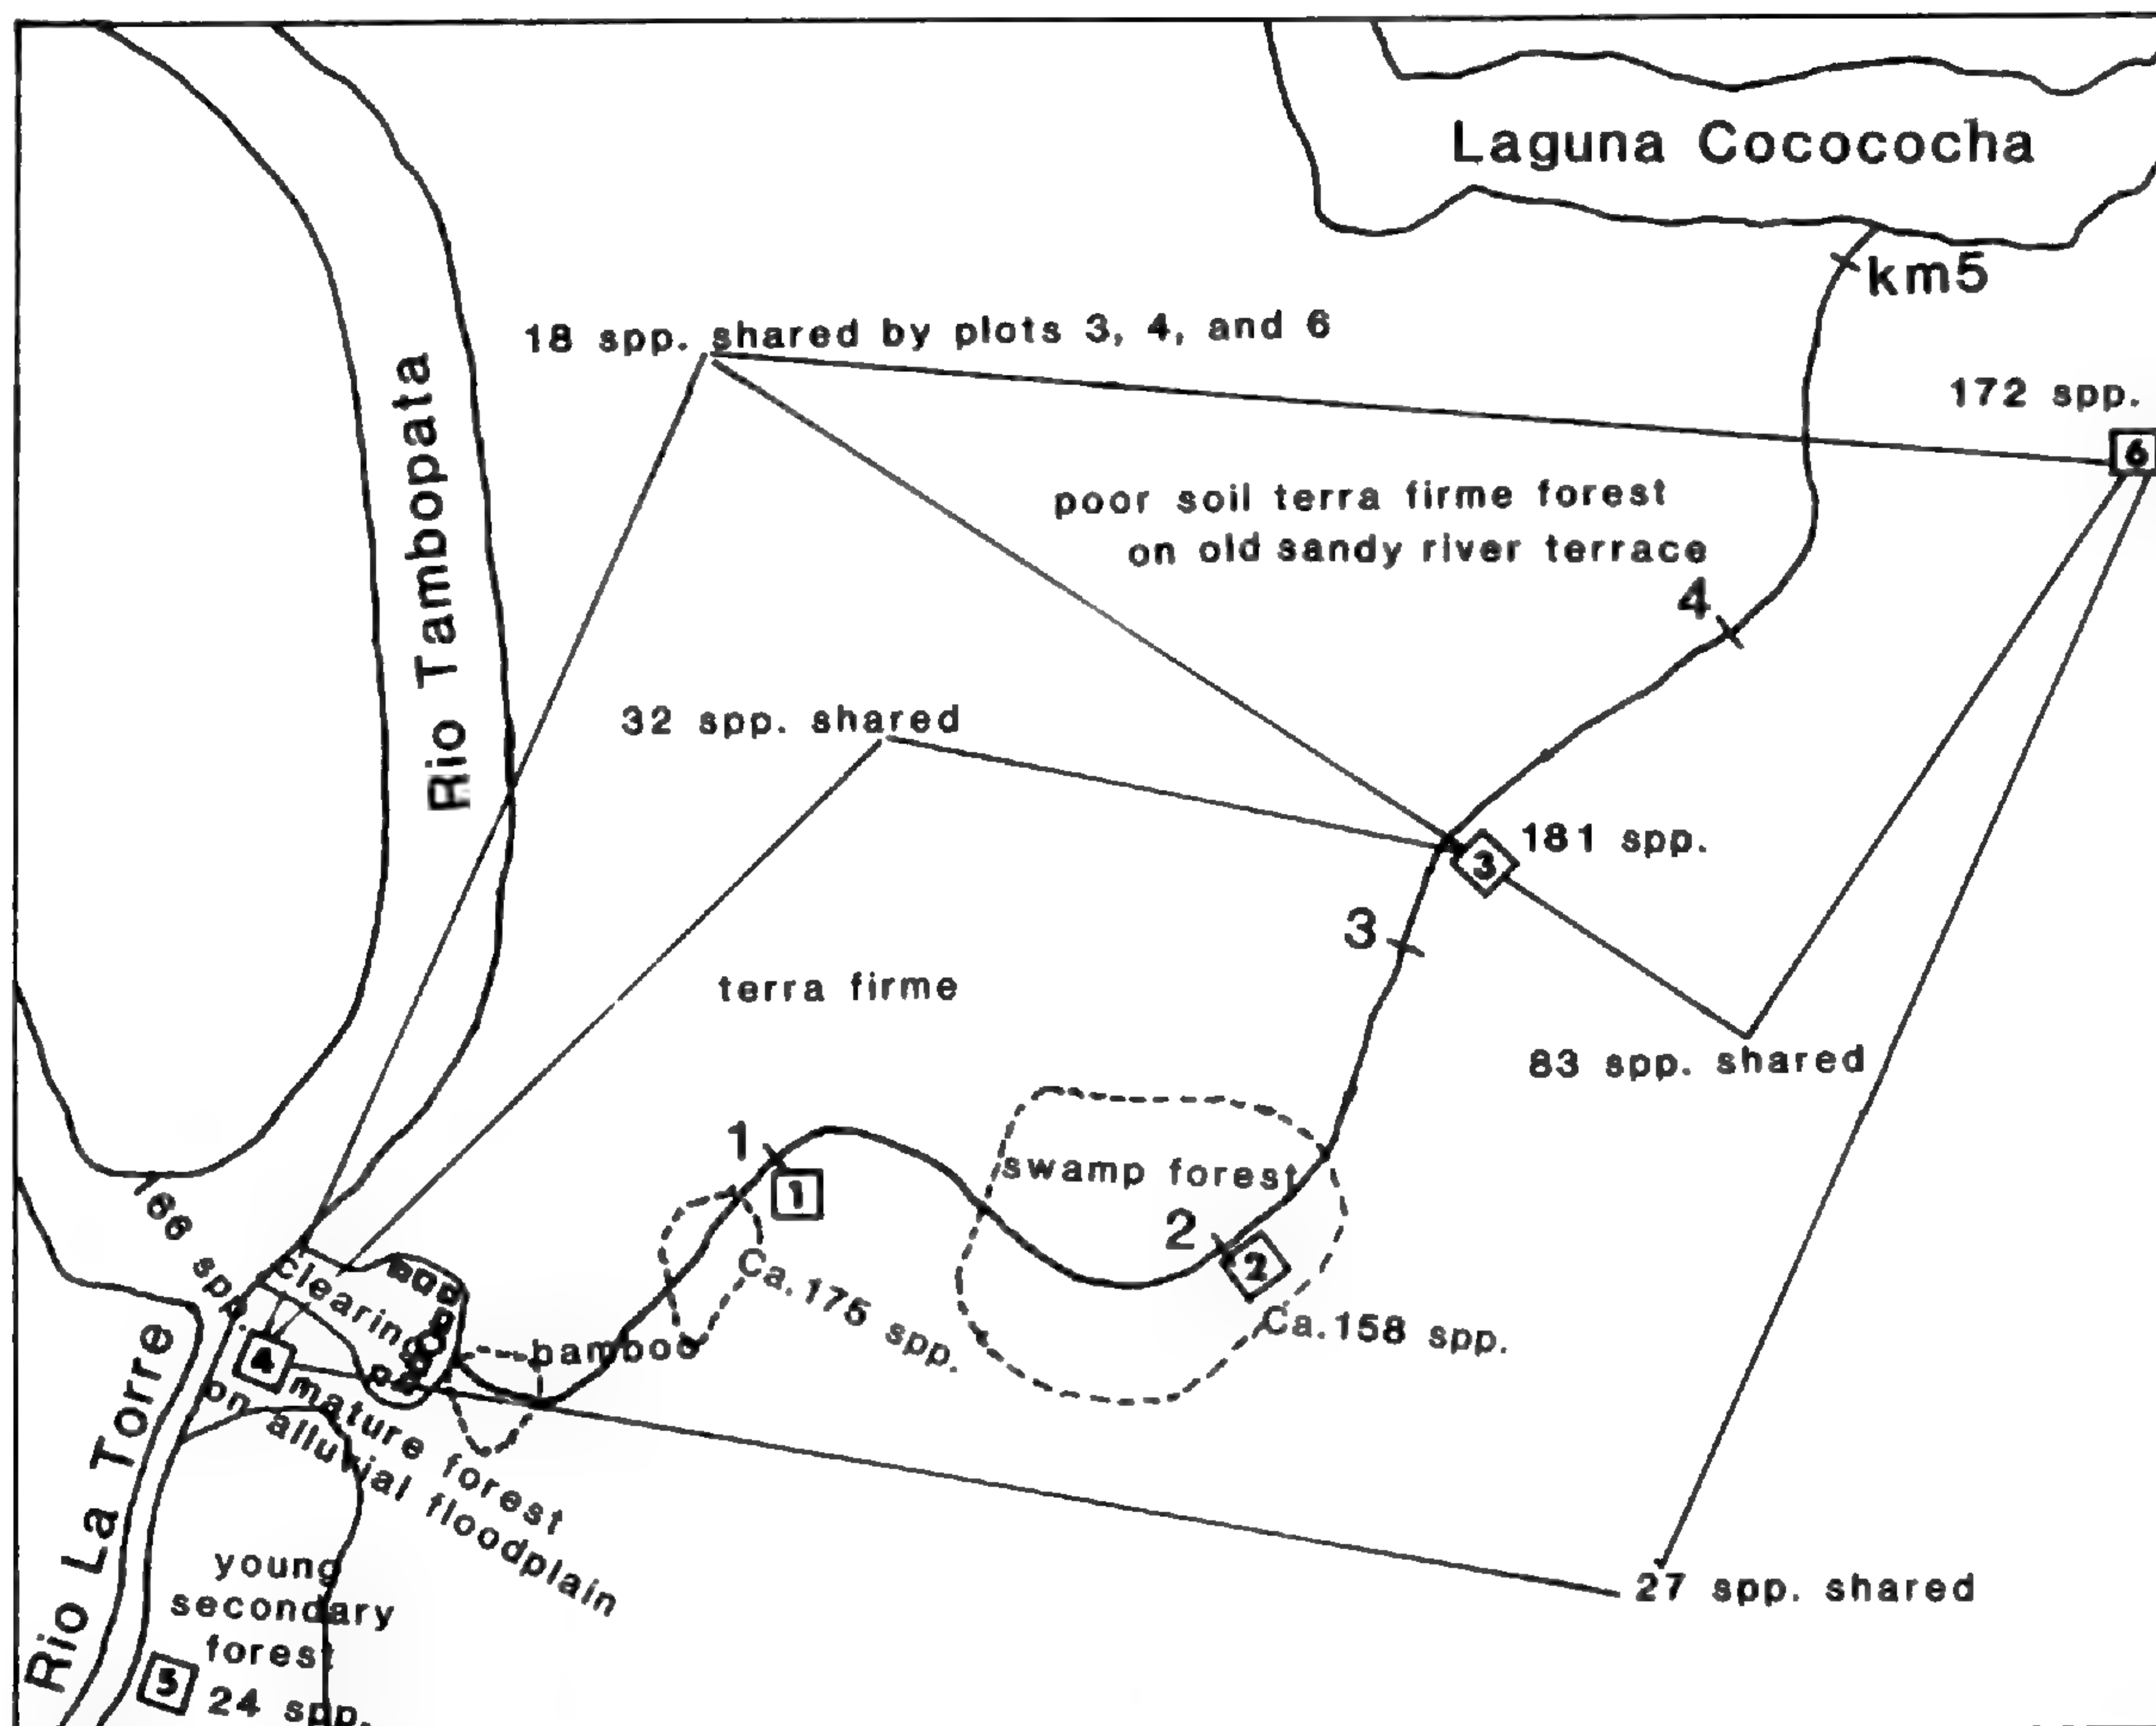 Laguna Cocococha
km5
18 spp. shared by plots 3, 4, and 6
172 spp.
6
Rio Tambopata
poor soil terra firme forest
on old sandy river terrace
4
32 spp. shared
181 spp.
3
3
terra firme
83 spp. shared
1
1
swamp forest
2
2
Ca.175 spp.
Ca.158 spp.
spp.
clearing
bamboo
4
mature forest
on alluvial floodplain
Rio La Torre
young
secondary
forest
5
24 spp.
27 spp. shared